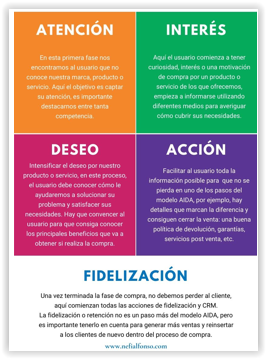 ATENCIÓN
En esta primera fase nos
encontramos al usuario que no
conoce nuestra marca, producto o
servicio. Aquí el objetivo es captar
su atención, es importante
destacarnos entre tanta
competencia.
INTERÉS
Aquí el usuario comienza a tener
curiosidad, interés o una motivación
de compra por un producto o
servicio de los que ofrecemos,
empieza a informarse utilizando
diferentes medios para averiguar
cómo cubrir sus necesidades.
DESEO
Intensificar el deseo por nuestro
producto o servicio, en este proceso,
el usuario debe conocer cómo le
ayudaremos a solucionar su
problema y satisfacer sus
necesidades. Hay que convencer al
usuario para que consiga conocer
los principales beneficios que va a
obtener si realiza la compra.
ACCIÓN
Facilitar al usuario toda la
información posible para que no se
pierda en uno de los pasos del
modelo AIDA, por ejemplo, hay
detalles que marcan la diferencia y
consiguen cerrar la venta: una buena
política de devolución, garantías,
servicios post venta, etc.
FIDELIZACIÓN
Una vez terminada la fase de compra, no debemos perder al cliente,
aquí comienzan todas las acciones de fidelización y CRM.
La fidelización o retención no es un paso más del modelo AIDA, pero
es importante tenerlo en cuenta para generar más ventas y reinsertar
a los clientes de nuevo dentro del proceso de compra.
www.nefialfonso.com